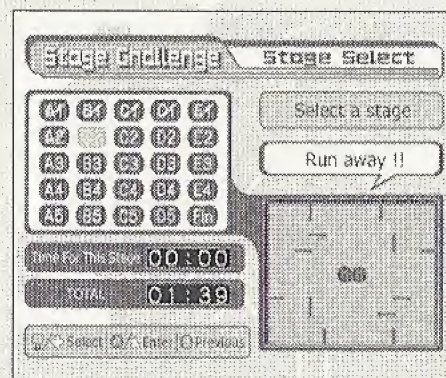 Stage Challenge
Stage Select
A1 B1 C1 D1 E1
A2 C2 D2 E2
A3 B3 C3 D3 E3
A4 B4 C4 D4 E4
A5 B5 C5 D5 Fin
Select a stage
Run away !!
Time For This Stage 00:00
TOTAL 01:39
Select Enter Previous